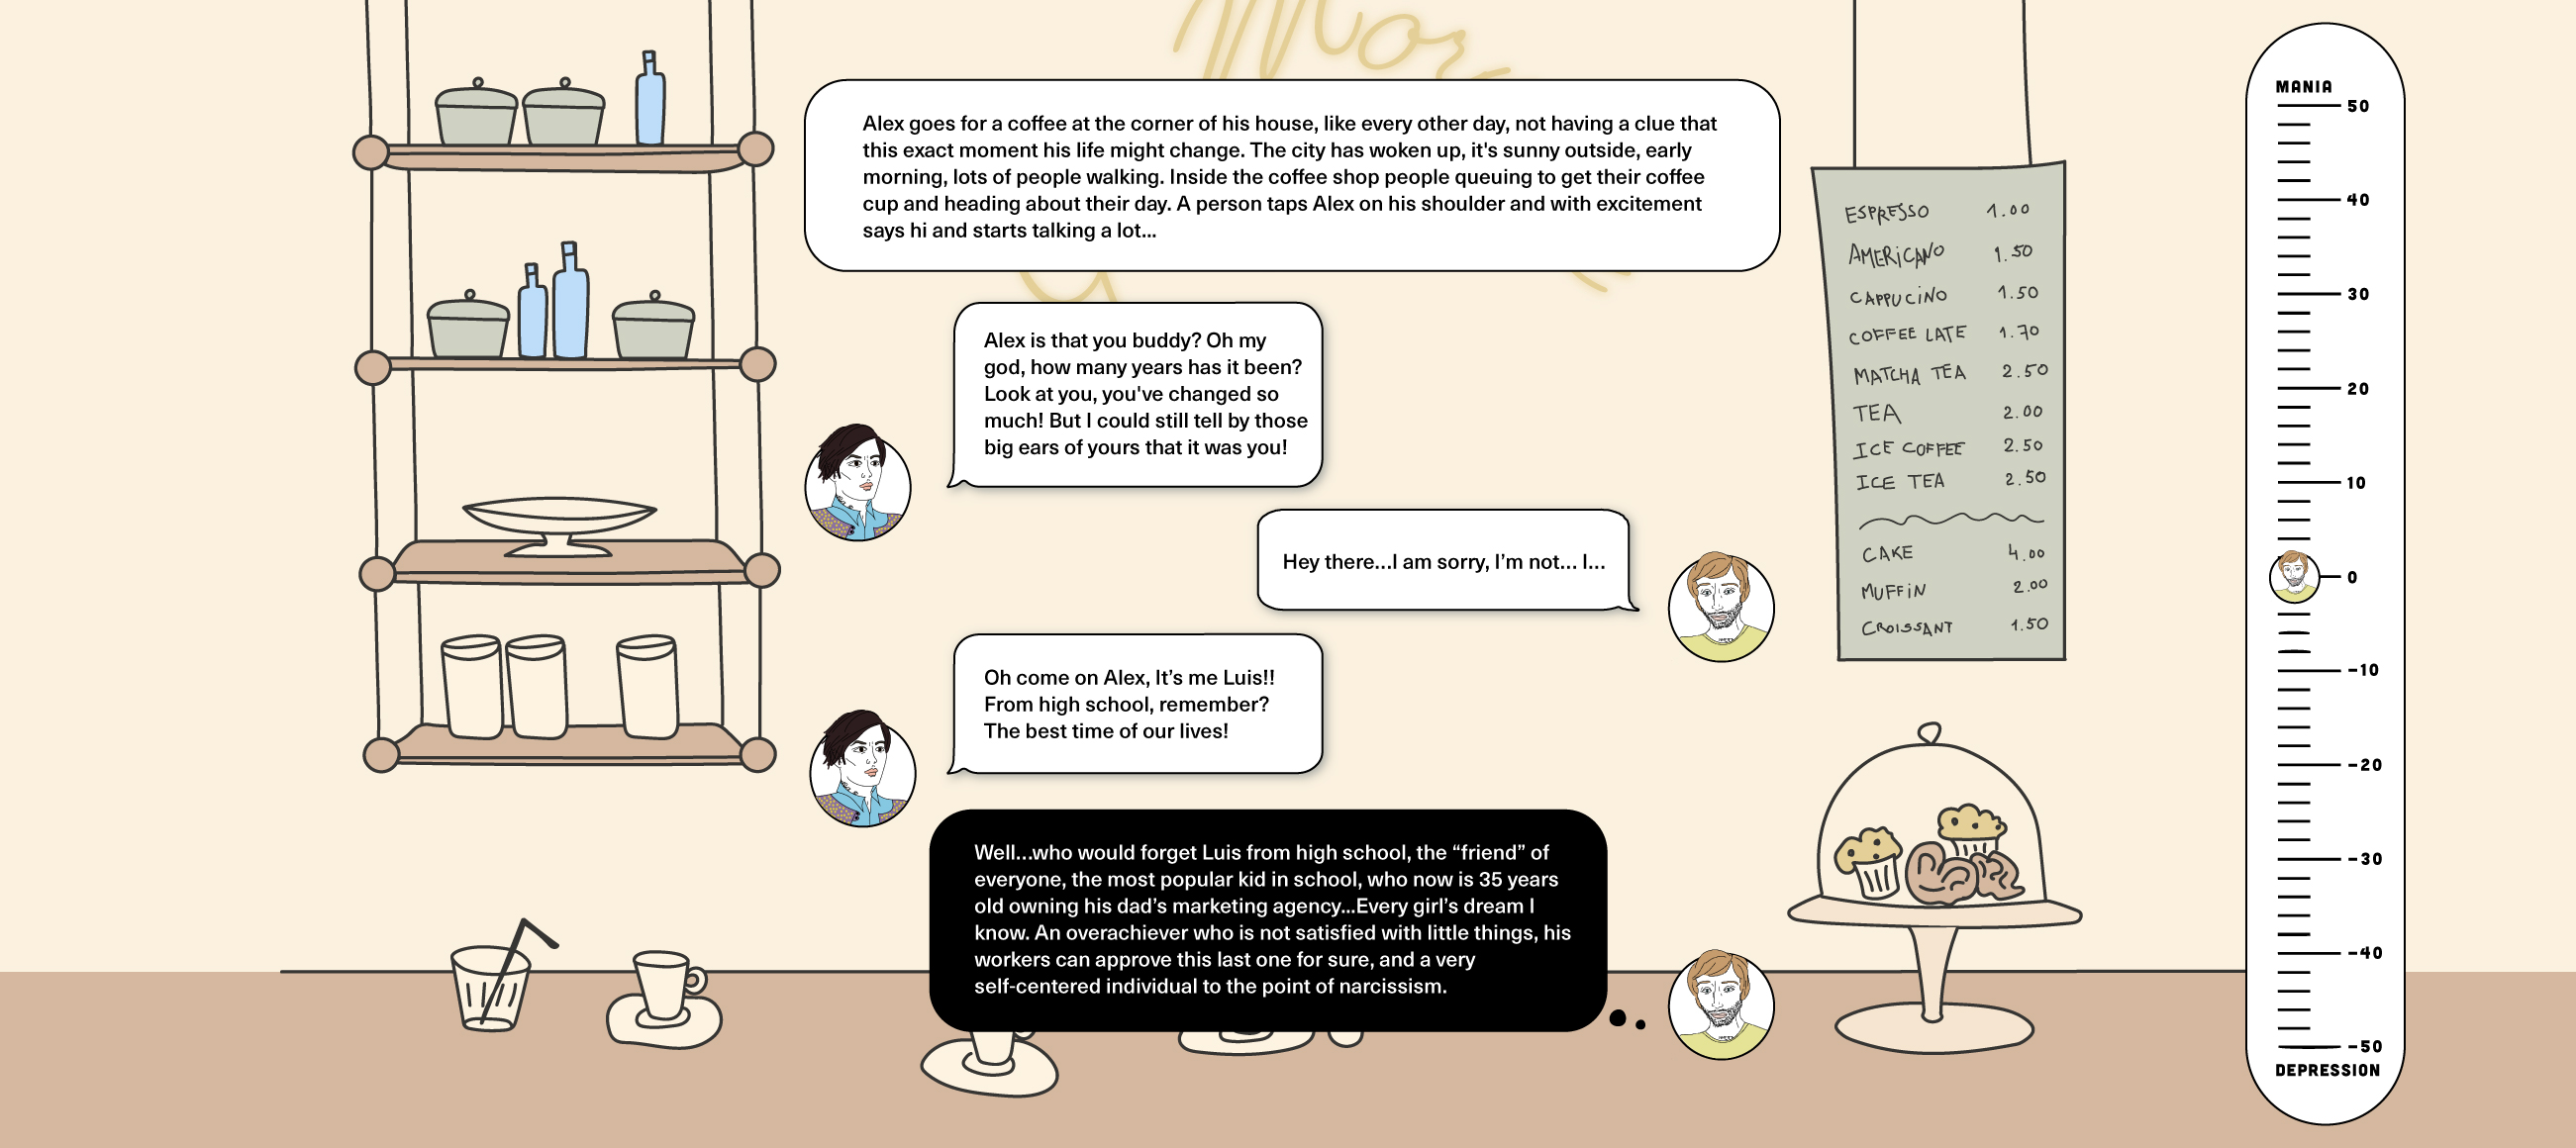 Mor
Alex goes for a coffee at the corner of his house, like every other day, not having a clue that
this exact moment his life might change. The city has woken up, it's sunny outside, early
morning, lots of people walking. Inside the coffee shop people queuing to get their coffee
cup and heading about their day. A person taps Alex on his shoulder and with excitement
says hi and starts talking a lot...
Alex is that you buddy? Oh my
god, how many years has it been?
Look at you, you've changed so
much! But I could still tell by those
big ears of yours that it was you!
Hey there...I am sorry, I’m not... I...
Oh come on Alex, It’s me Luis!!
From high school, remember?
The best time of our lives!
Well...who would forget Luis from high school, the “friend” of
everyone, the most popular kid in school, who now is 35 years
old owning his dad’s marketing agency...Every girl’s dream I
know. An overachiever who is not satisfied with little things, his
workers can approve this last one for sure, and a very
self-centered individual to the point of narcissism.
ESPRESSO 1.00
AMERICANO 1.50
CAPPUCINO 1.50
COFFEE LATE 1.70
MATCHA TEA 2.50
TEA 2.00
ICE COFFEE 2.50
ICE TEA 2.50
CAKE 4.00
MUFFIN 2.00
CROISSANT 1.50
MANIA
50
40
30
20
10
0
-10
-20
-30
-40
-50
DEPRESSION